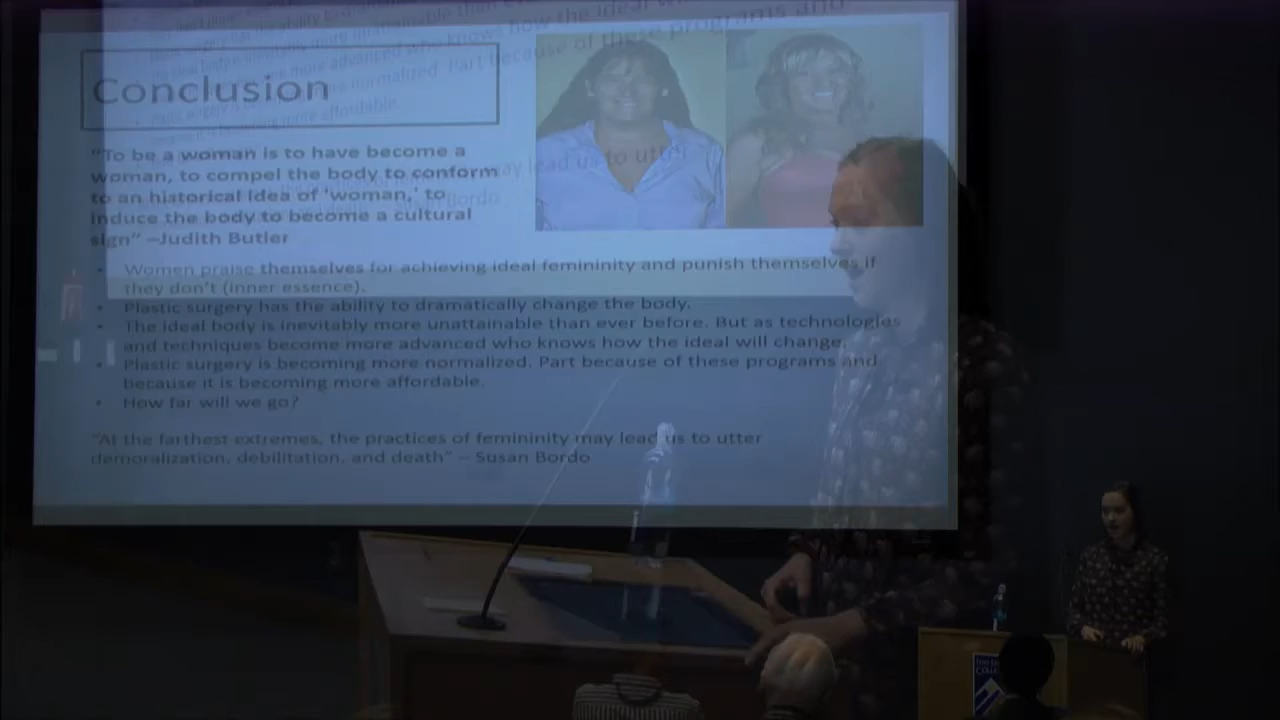 Conclusion
"To be a woman is to have become a
woman, to compel the body to conform
to an historical idea of 'woman,' to
induce the body to become a cultural
sign" –Judith Butler
• Women praise themselves for achieving ideal femininity and punish themselves if
they don't (inner essence).
• Plastic surgery has the ability to dramatically change the body.
• The ideal body is inevitably more unattainable than ever before. But as technologies
and techniques become more advanced who knows how the ideal will change.
• Plastic surgery is becoming more normalized. Part because of these programs and
because it is becoming more affordable.
• How far will we go?
"At the farthest extremes, the practices of femininity may lead us to utter
demoralization, debilitation, and death" – Susan Bordo